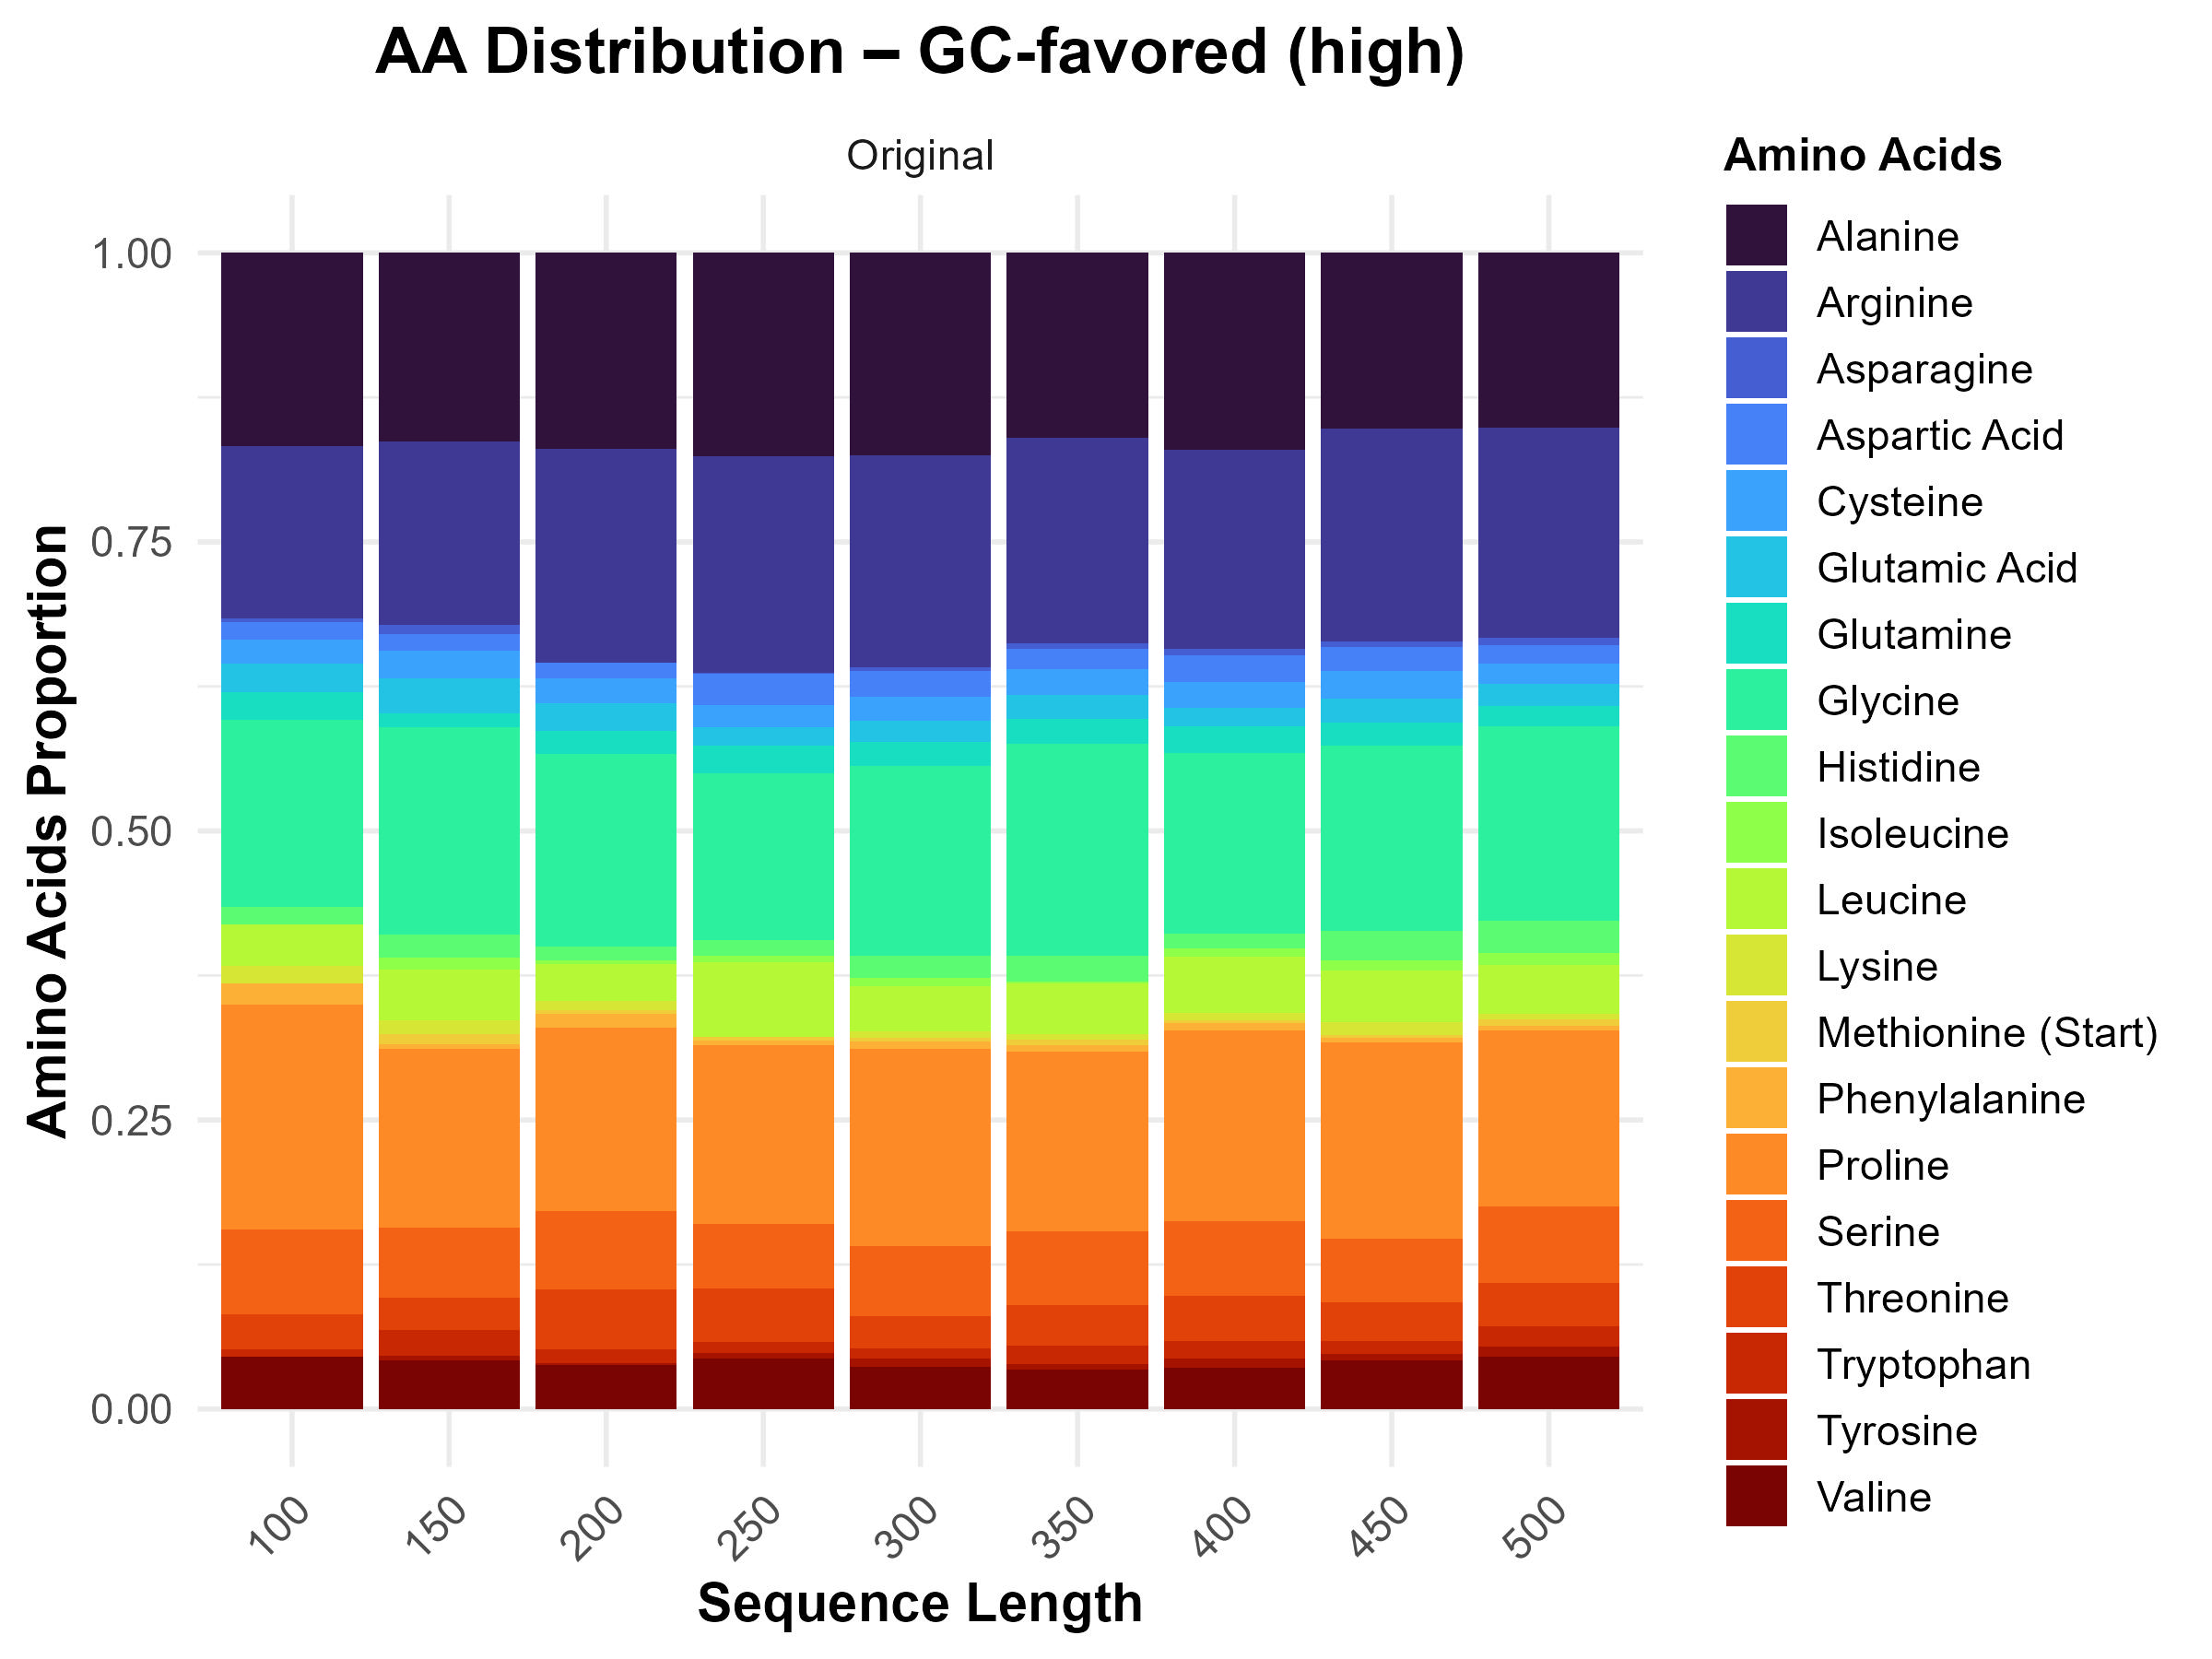 AA Distribution – GC-favored (high)
Original
Amino Acids Proportion
1.00
0.75
0.50
0.25
0.00
100
150
200
250
300
350
400
450
500
Sequence Length
Amino Acids
Alanine
Arginine
Asparagine
Aspartic Acid
Cysteine
Glutamic Acid
Glutamine
Glycine
Histidine
Isoleucine
Leucine
Lysine
Methionine (Start)
Phenylalanine
Proline
Serine
Threonine
Tryptophan
Tyrosine
Valine